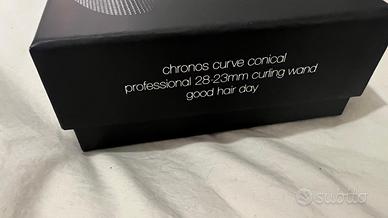 chronos curve conical
professional 28-23mm curling wand
good hair day
subito